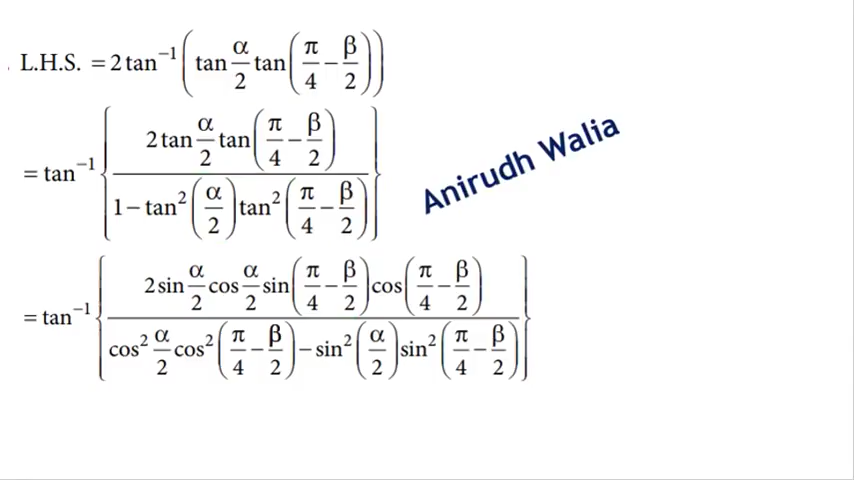 L.H.S. = 2 tan⁻¹ ( tan α/2 tan ( π/4 − β/2 ) )
= tan⁻¹ { 2 tan α/2 tan ( π/4 − β/2 ) / 1 − tan² ( α/2 ) tan² ( π/4 − β/2 ) }
Anirudh Walia
= tan⁻¹ { 2 sin α/2 cos α/2 sin ( π/4 − β/2 ) cos ( π/4 − β/2 ) / cos² α/2 cos² ( π/4 − β/2 ) − sin² ( α/2 ) sin² ( π/4 − β/2 ) }